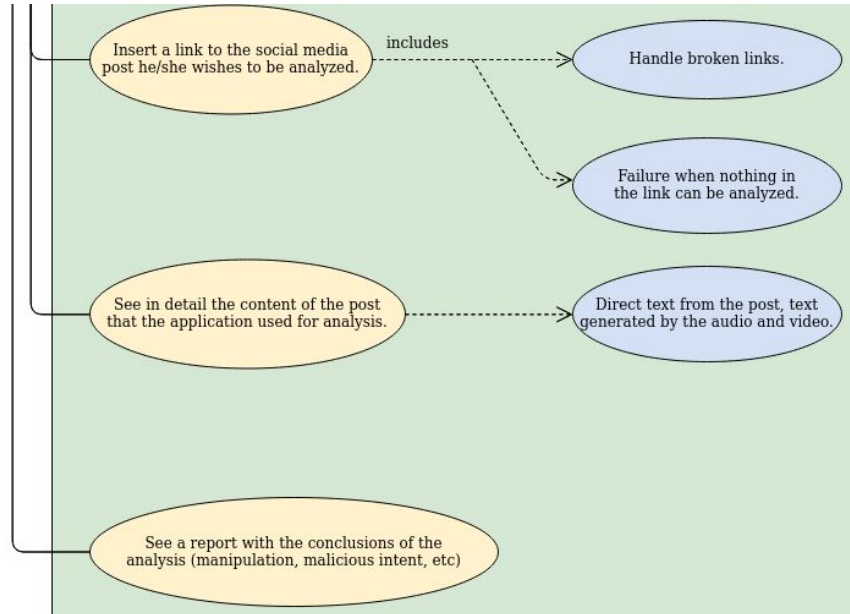 Insert a link to the social media
post he/she wishes to be analyzed.
includes
Handle broken links.
Failure when nothing in
the link can be analyzed.
See in detail the content of the post
that the application used for analysis.
Direct text from the post, text
generated by the audio and video.
See a report with the conclusions of the
analysis (manipulation, malicious intent, etc)